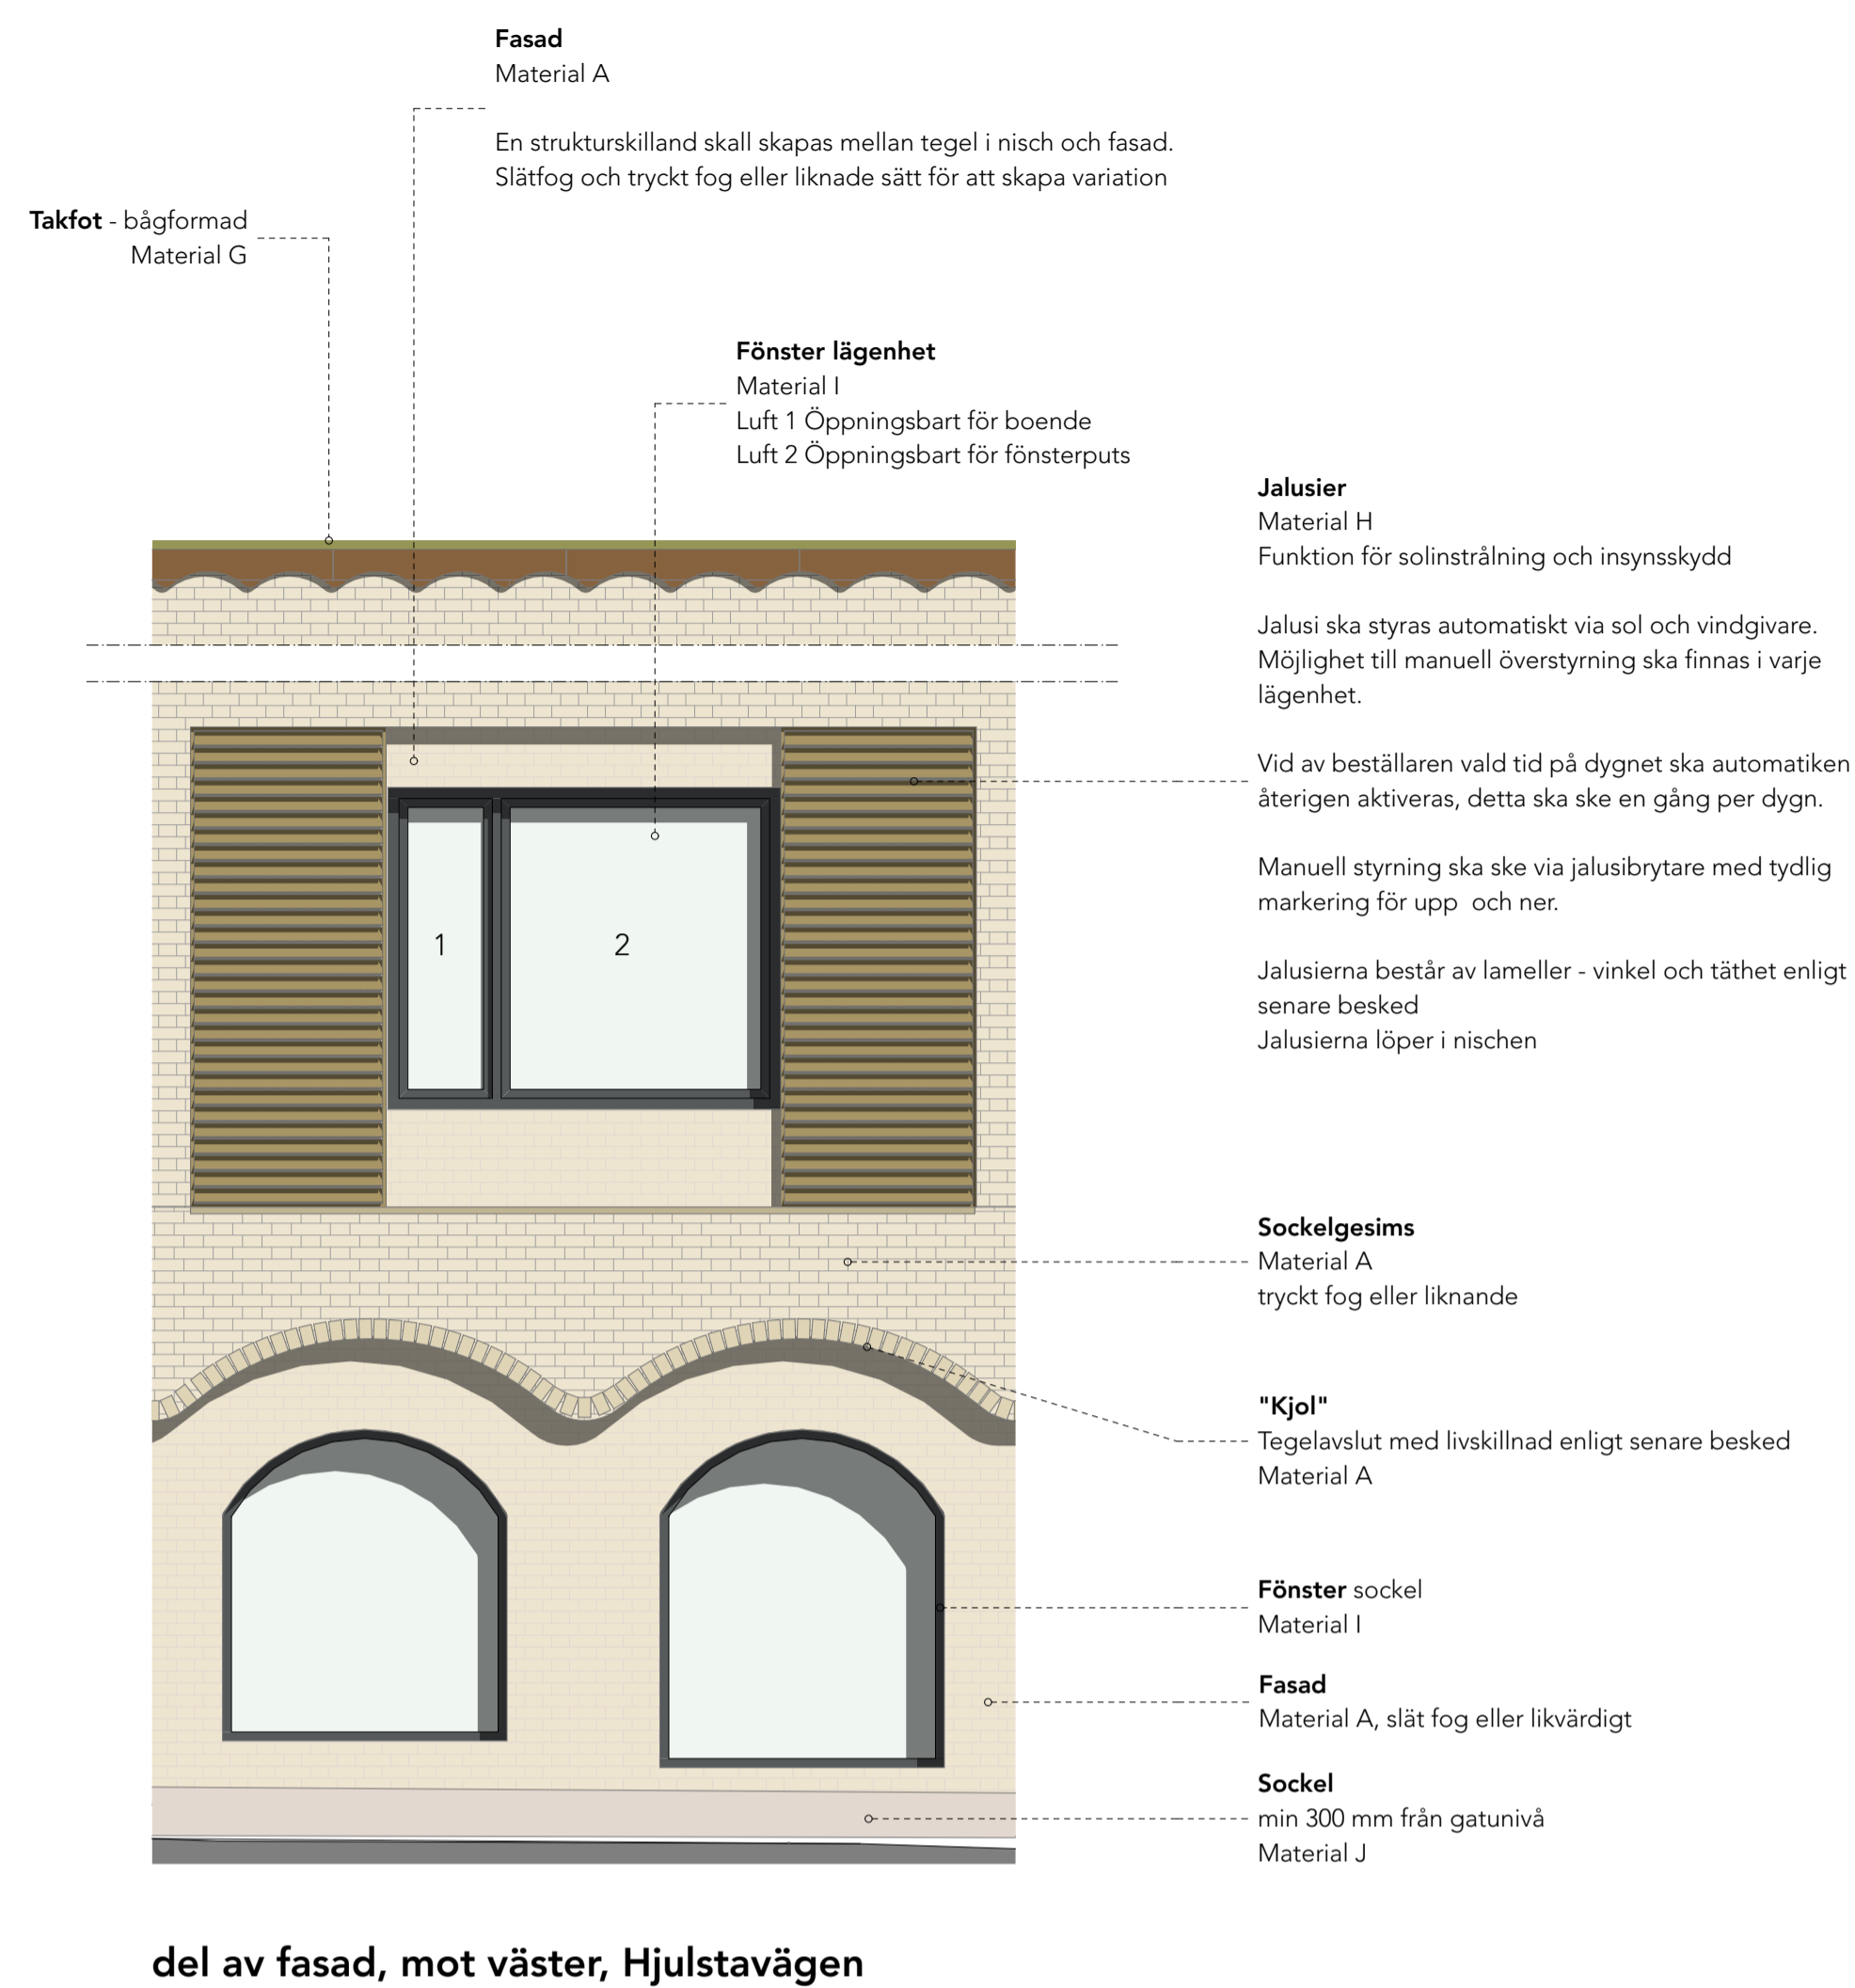 Fasad
Material A
En strukturskilland skall skapas mellan tegel i nisch och fasad.
Slätfog och tryckt fog eller liknade sätt för att skapa variation
Takfot - bågformad
Material G
Fönster lägenhet
Material I
Luft 1 Öppningsbart för boende
Luft 2 Öppningsbart för fönsterputs
Jalusier
Material H
Funktion för solinstrålning och insynsskydd
Jalusi ska styras automatiskt via sol och vindgivare.
Möjlighet till manuell överstyrning ska finnas i varje
lägenhet.
Vid av beställaren vald tid på dygnet ska automatiken
återigen aktiveras, detta ska ske en gång per dygn.
Manuell styrning ska ske via jalusibrytare med tydlig
markering för upp  och ner.
Jalusierna består av lameller - vinkel och täthet enligt
senare besked
Jalusierna löper i nischen
1
2
Sockelgesims
Material A
tryckt fog eller liknande
"Kjol"
Tegelavslut med livskillnad enligt senare besked
Material A
Fönster sockel
Material I
Fasad
Material A, slät fog eller likvärdigt
Sockel
min 300 mm från gatunivå
Material J
del av fasad, mot väster, Hjulstavägen